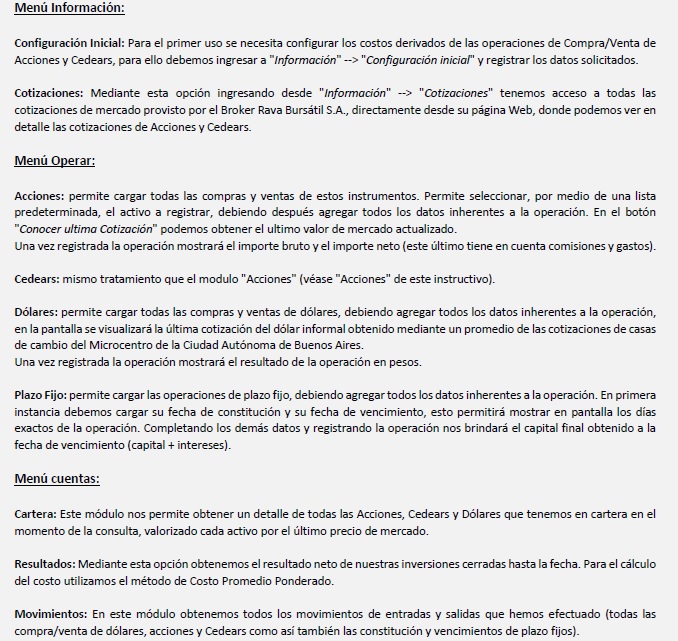 Menú Información:
Configuración Inicial: Para el primer uso se necesita configurar los costos derivados de las operaciones de Compra/Venta de
Acciones y Cedears, para ello debemos ingresar a "Información" --> "Configuración inicial" y registrar los datos solicitados.
Cotizaciones: Mediante esta opción ingresando desde "Información" --> "Cotizaciones" tenemos acceso a todas las
cotizaciones de mercado provisto por el Broker Rava Bursátil S.A., directamente desde su página Web, donde podemos ver en
detalle las cotizaciones de Acciones y Cedears.
Menú Operar:
Acciones: permite cargar todas las compras y ventas de estos instrumentos. Permite seleccionar, por medio de una lista
predeterminada, el activo a registrar, debiendo después agregar todos los datos inherentes a la operación. En el botón
"Conocer ultima Cotización" podemos obtener el ultimo valor de mercado actualizado.
Una vez registrada la operación mostrará el importe bruto y el importe neto (este último tiene en cuenta comisiones y gastos).
Cedears: mismo tratamiento que el modulo "Acciones" (véase "Acciones" de este instructivo).
Dólares: permite cargar todas las compras y ventas de dólares, debiendo agregar todos los datos inherentes a la operación,
en la pantalla se visualizará la última cotización del dólar informal obtenido mediante un promedio de las cotizaciones de casas
de cambio del Microcentro de la Ciudad Autónoma de Buenos Aires.
Una vez registrada la operación mostrará el resultado de la operación en pesos.
Plazo Fijo: permite cargar las operaciones de plazo fijo, debiendo agregar todos los datos inherentes a la operación. En primera
instancia debemos cargar su fecha de constitución y su fecha de vencimiento, esto permitirá mostrar en pantalla los días
exactos de la operación. Completando los demás datos y registrando la operación nos brindará el capital final obtenido a la
fecha de vencimiento (capital + intereses).
Menú cuentas:
Cartera: Este módulo nos permite obtener un detalle de todas las Acciones, Cedears y Dólares que tenemos en cartera en el
momento de la consulta, valorizado cada activo por el último precio de mercado.
Resultados: Mediante esta opción obtenemos el resultado neto de nuestras inversiones cerradas hasta la fecha. Para el cálculo
del costo utilizamos el método de Costo Promedio Ponderado.
Movimientos: En este módulo obtenemos todos los movimientos de entradas y salidas que hemos efectuado (todas las
compra/venta de dólares, acciones y Cedears como así también las constitución y vencimientos de plazo fijos).